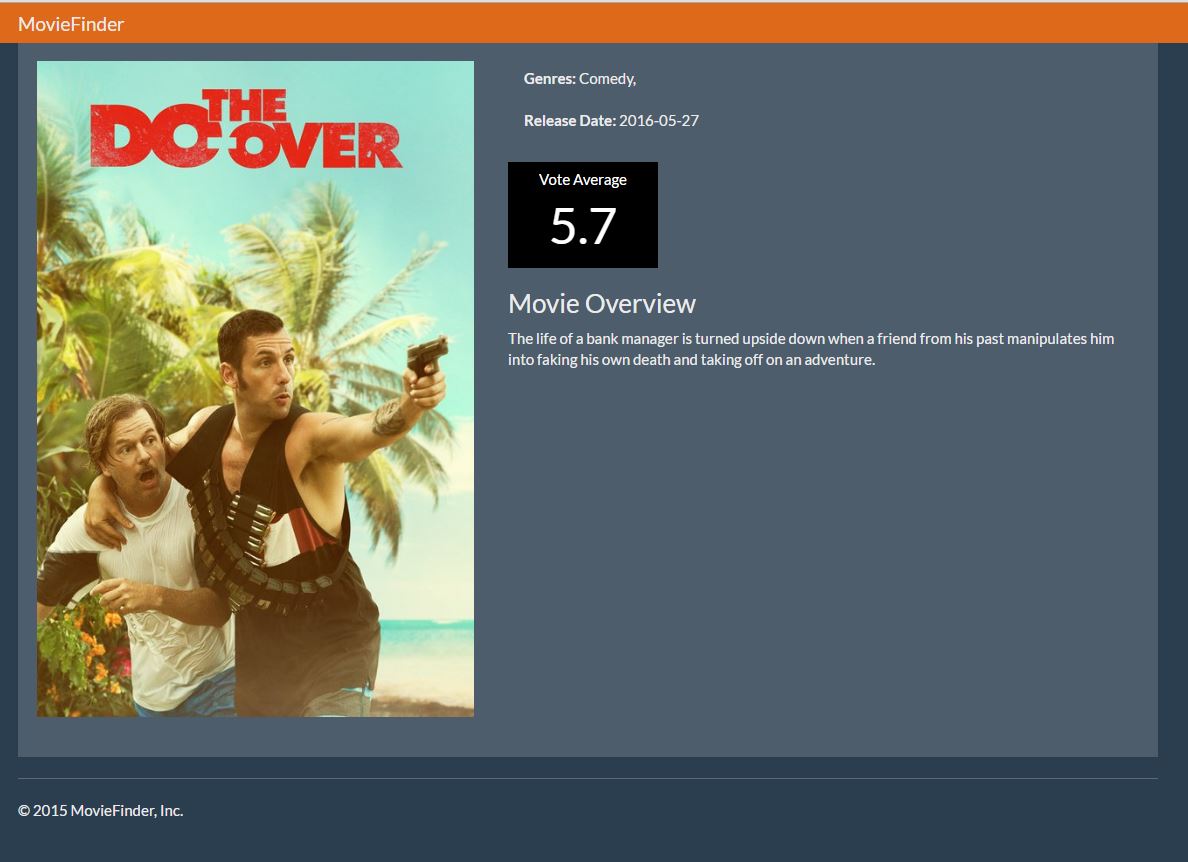 MovieFinder
THE
DO-OVER
Genres: Comedy,
Release Date: 2016-05-27
Vote Average
5.7
Movie Overview
The life of a bank manager is turned upside down when a friend from his past manipulates him
into faking his own death and taking off on an adventure.
© 2015 MovieFinder, Inc.